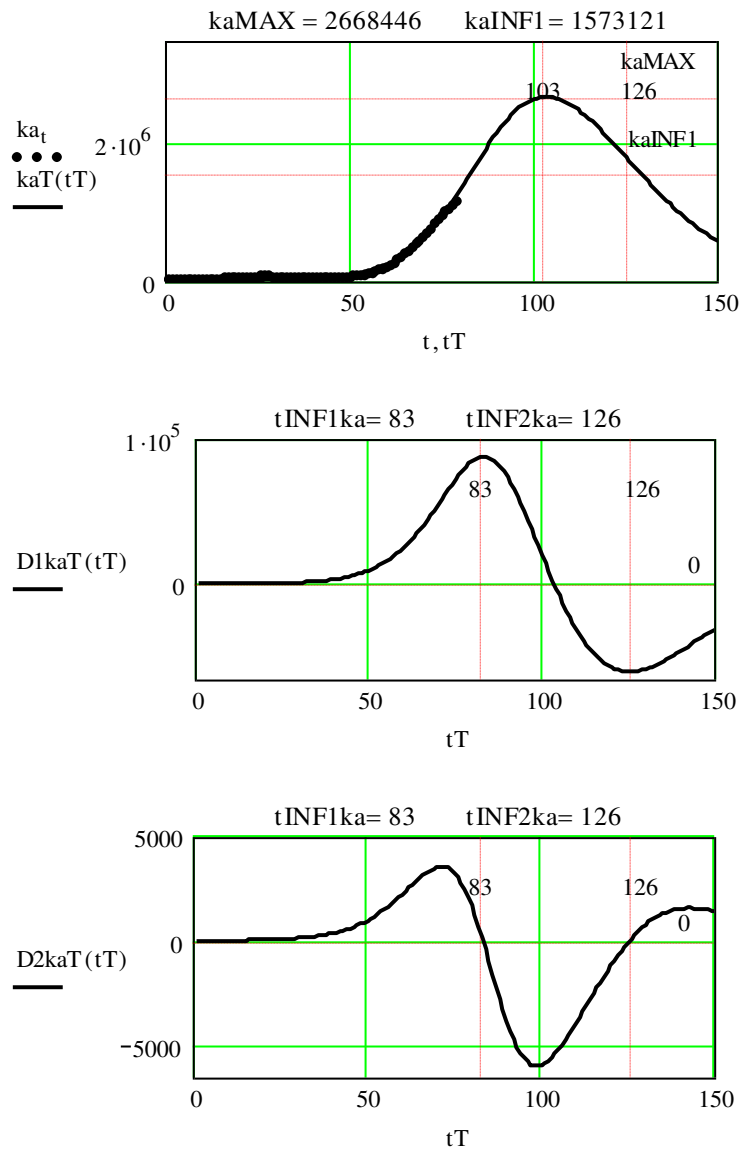 kaMAX = 2668446 kaINF1 = 1573121
kaMAX
103 126
ka_t
2·10^6
kaINF1
kaT(tT)
0
0 50 100 150
t, tT
tINF1ka= 83 tINF2ka= 126
1·10^5
83 126
D1kaT(tT)
0
0
0 50 100 150
tT
tINF1ka= 83 tINF2ka= 126
5000
83 126
0
0
D2kaT(tT)
−5000
0 50 100 150
tT